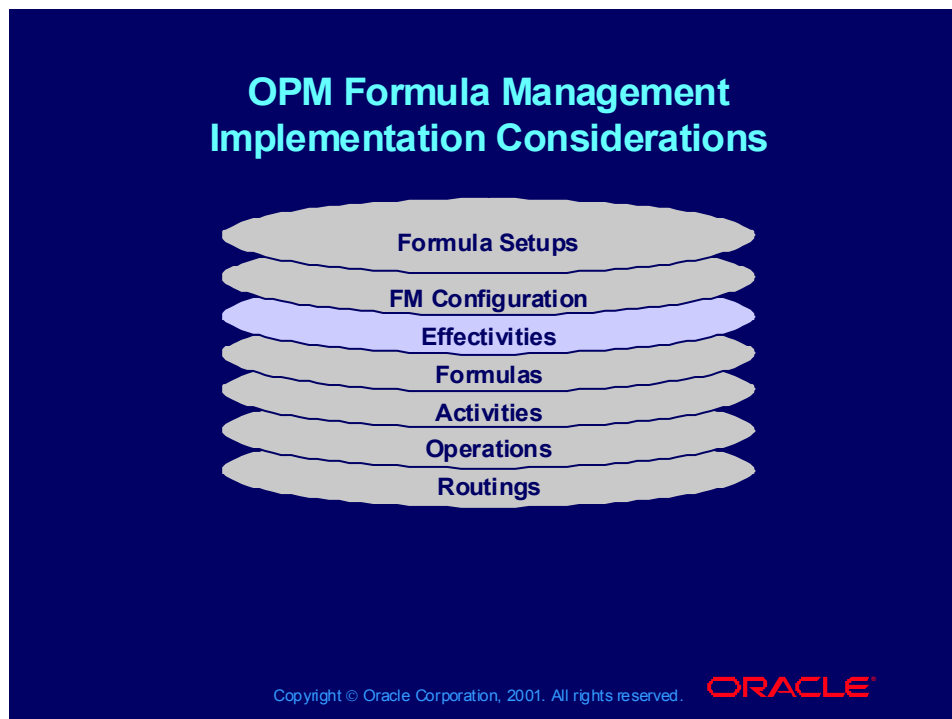 OPM Formula Management
Implementation Considerations
Formula Setups
FM Configuration
Effectivities
Formulas
Activities
Operations
Routings
Copyright © Oracle Corporation, 2001. All rights reserved.
ORACLE®